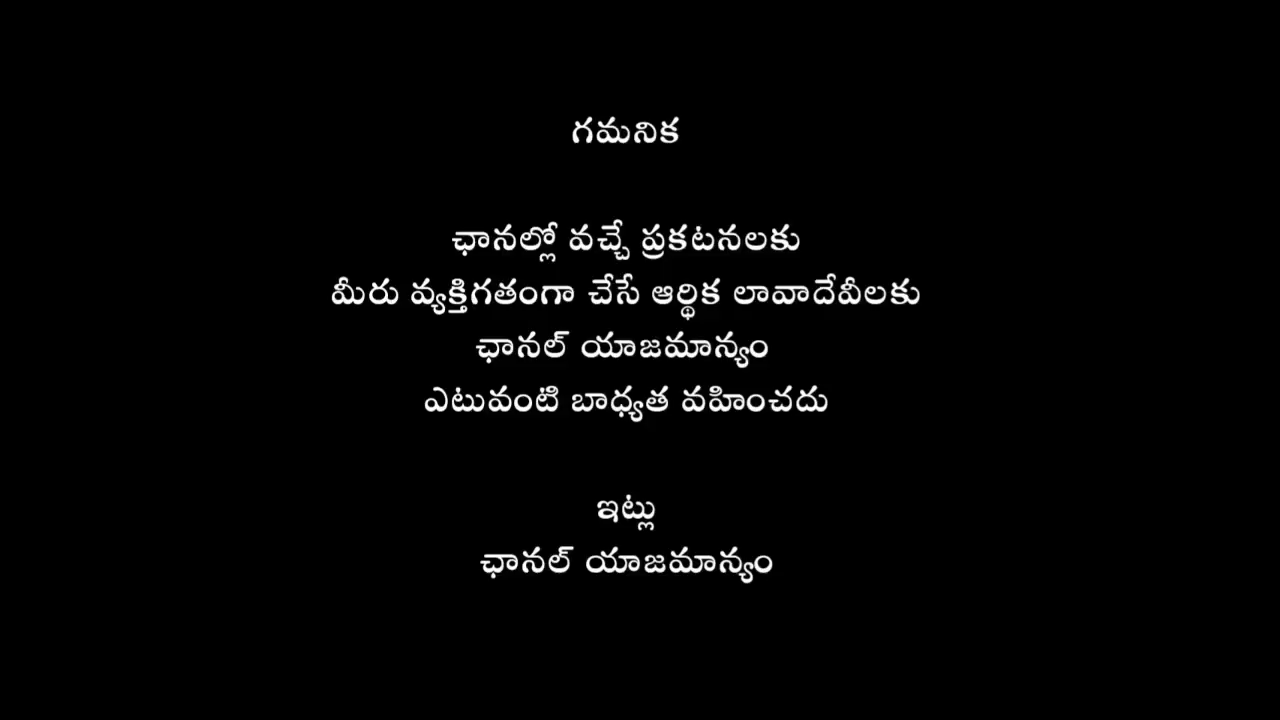 గమనిక
ఛానల్లో వచ్చే ప్రకటనలకు
మీరు వ్యక్తిగతంగా చేసే ఆర్థిక లావాదేవీలకు
ఛానల్ యాజమాన్యం
ఎటువంటి బాధ్యత వహించదు
ఇట్లు
ఛానల్ యాజమాన్యం